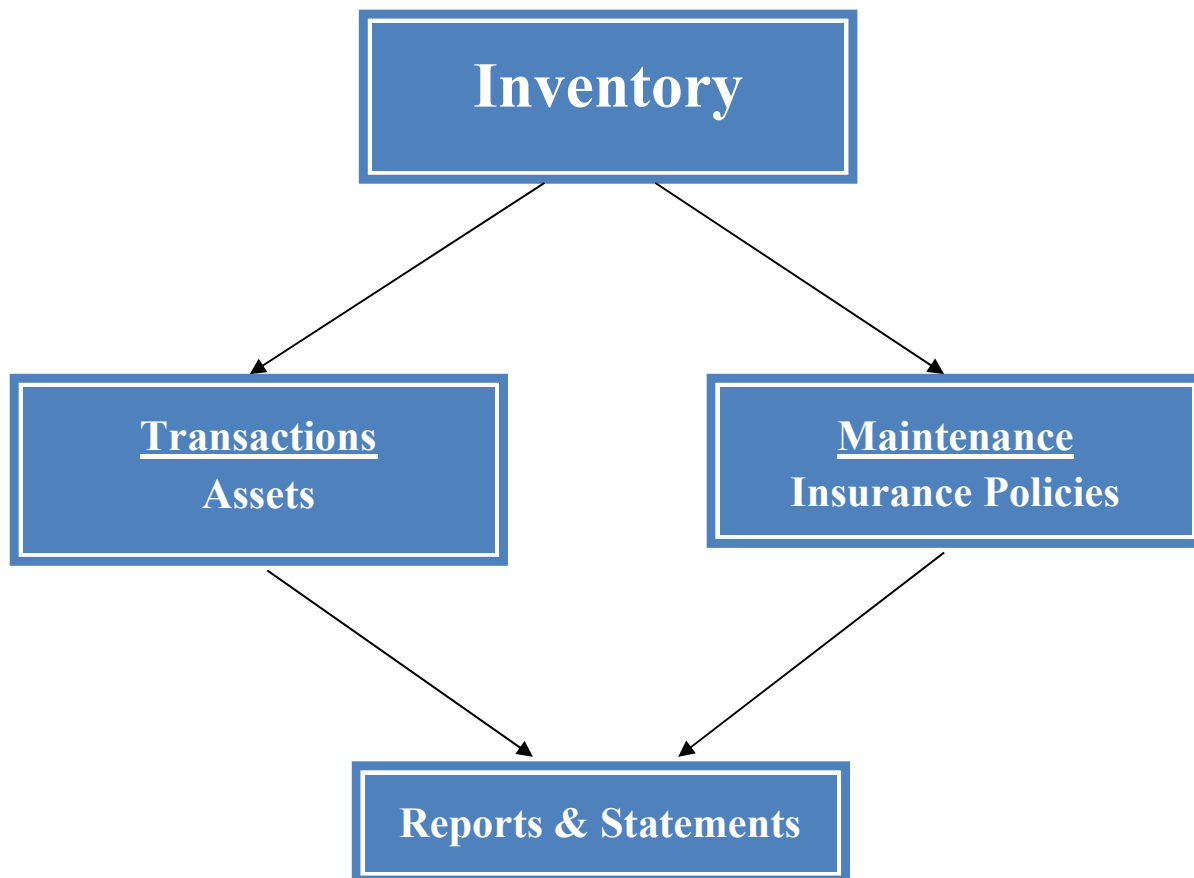 Inventory
Transactions
Assets
Maintenance
Insurance Policies
Reports & Statements